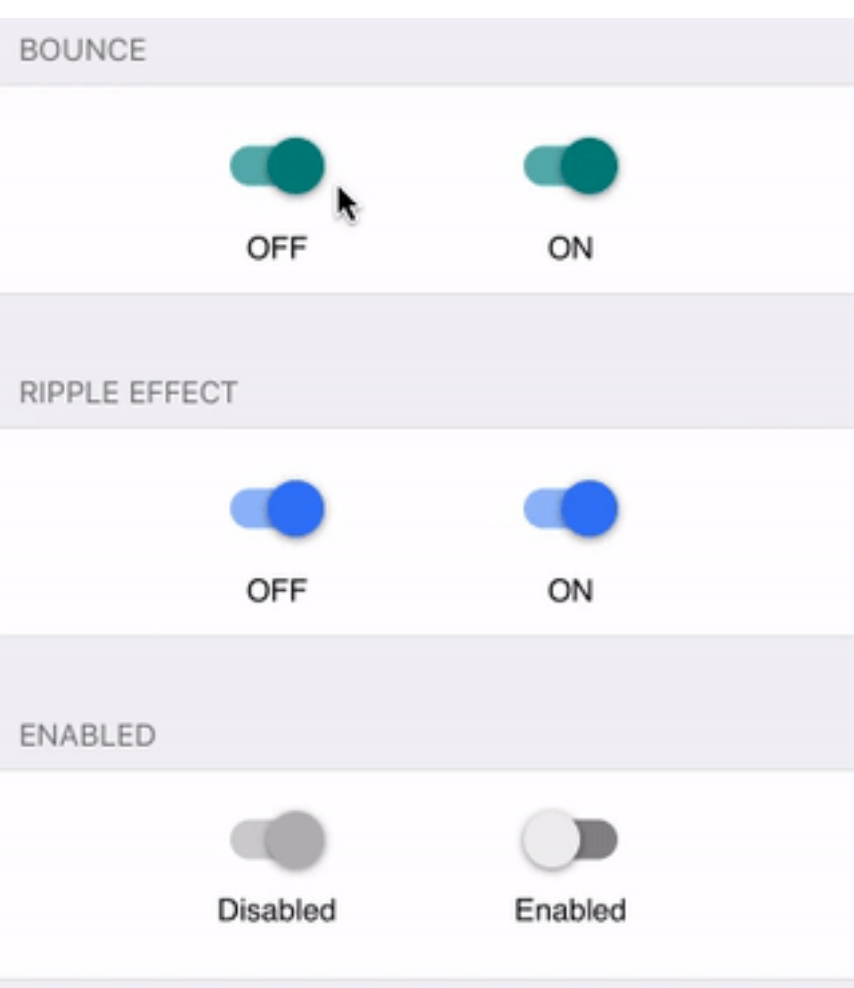 BOUNCE
OFF ON
RIPPLE EFFECT
OFF ON
ENABLED
Disabled Enabled